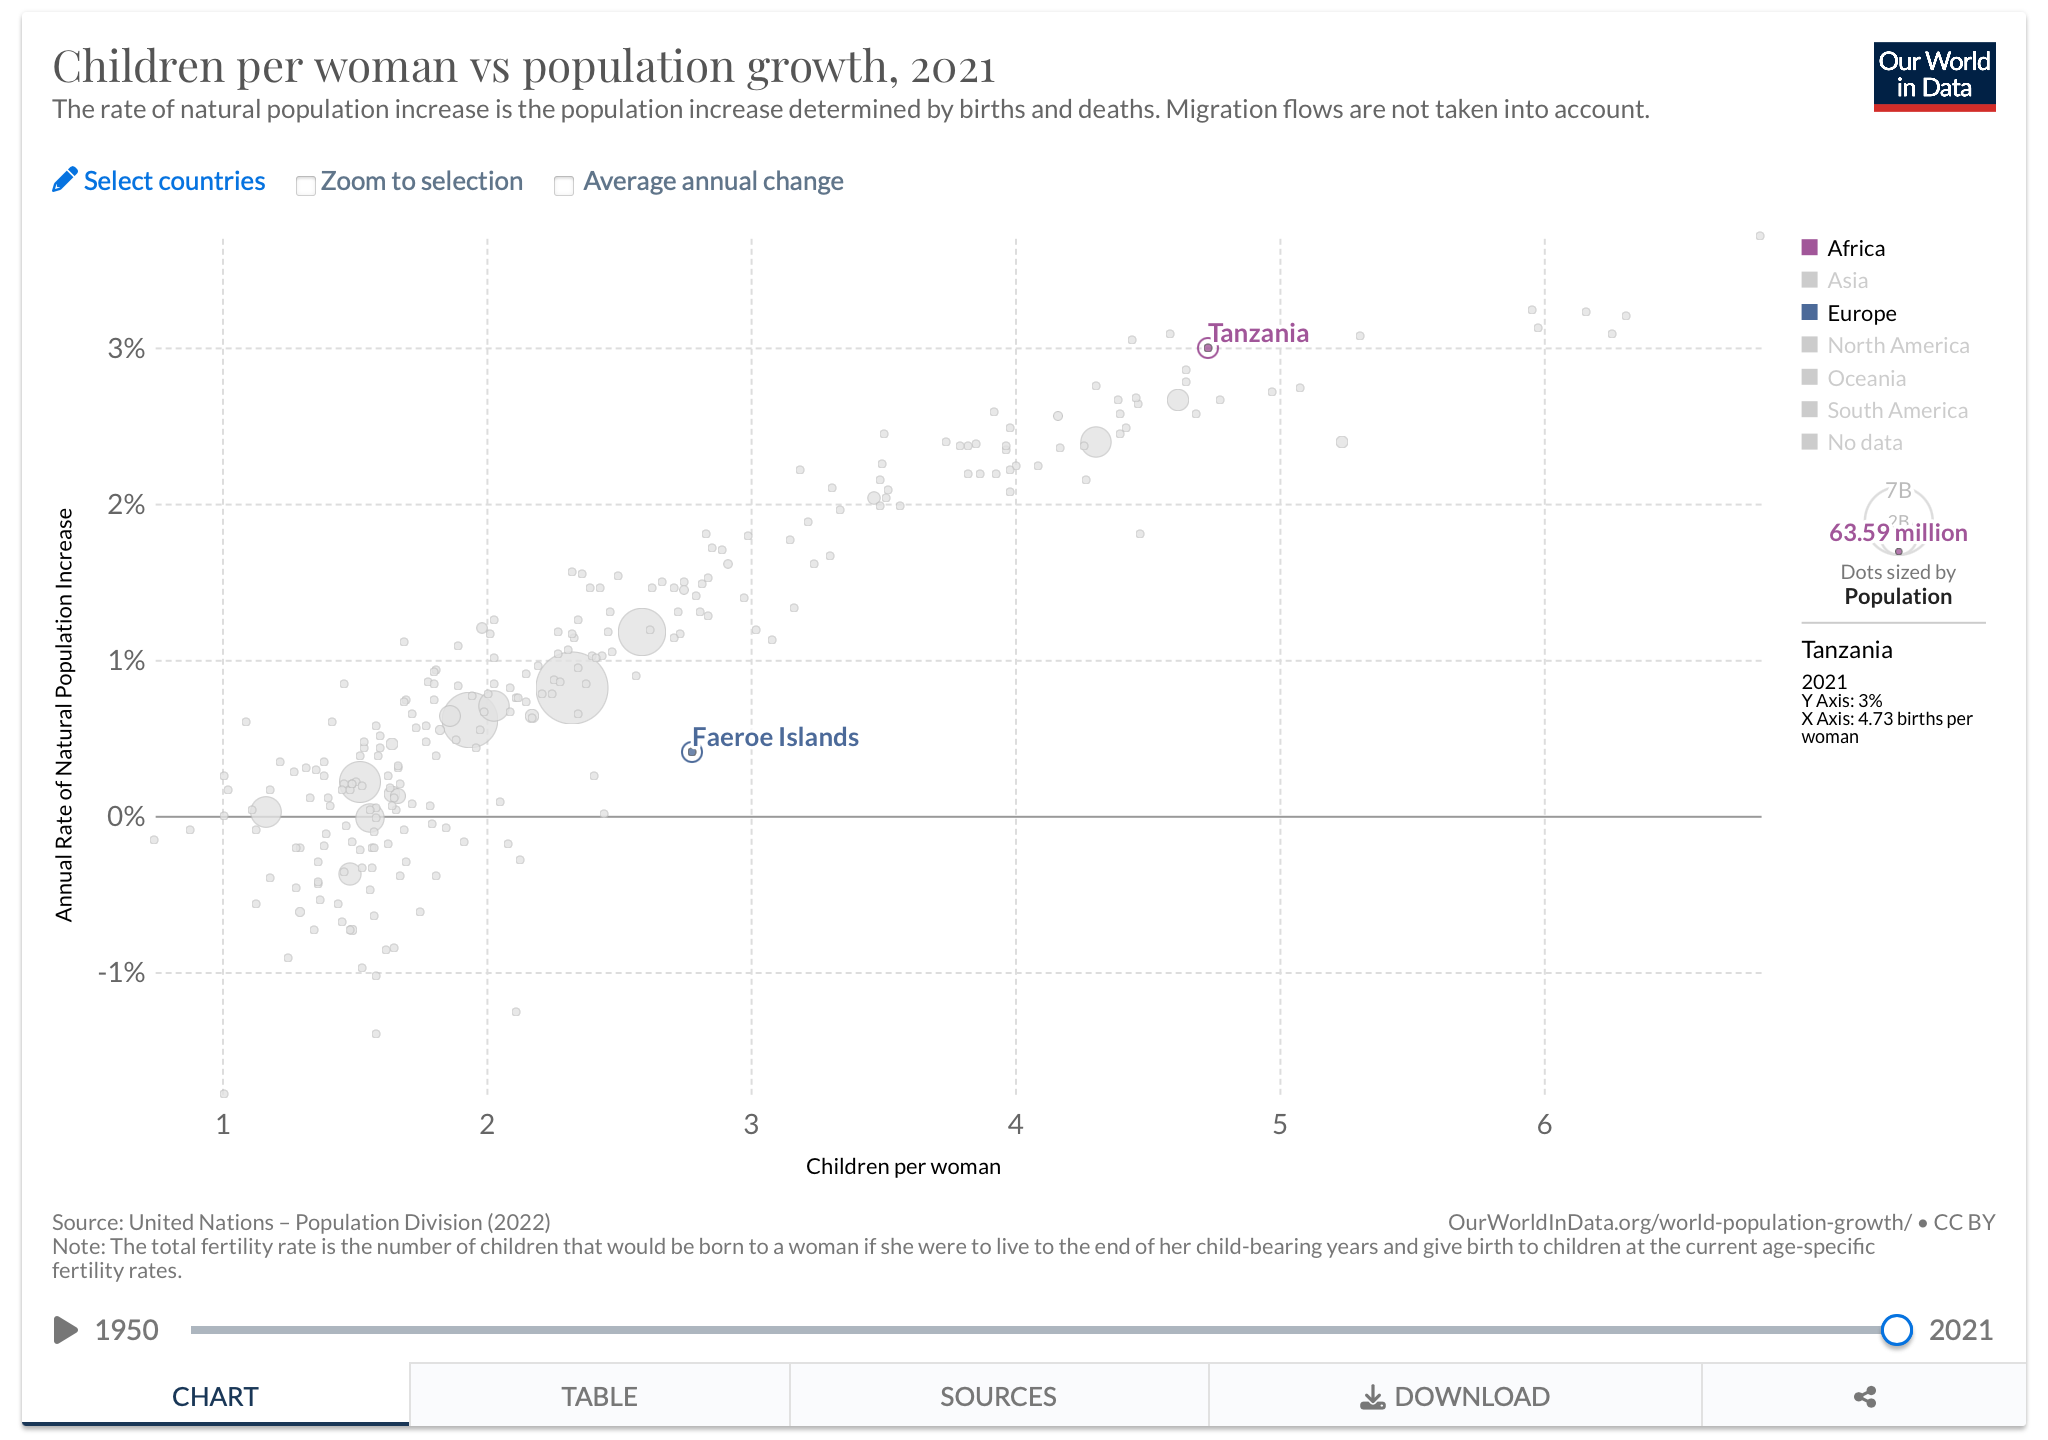 Children per woman vs population growth, 2021
The rate of natural population increase is the population increase determined by births and deaths. Migration flows are not taken into account.
Our World
in Data
Select countries
Zoom to selection
Average annual change
Africa
Asia
Europe
North America
Oceania
South America
No data
7B
2B
63.59 million
Dots sized by
Population
Tanzania
2021
Y Axis: 3%
X Axis: 4.73 births per
woman
Annual Rate of Natural Population Increase
3%
2%
1%
0%
-1%
Tanzania
Faeroe Islands
1
2
3
4
5
6
Children per woman
Source: United Nations – Population Division (2022)
OurWorldInData.org/world-population-growth/ • CC BY
Note: The total fertility rate is the number of children that would be born to a woman if she were to live to the end of her child-bearing years and give birth to children at the current age-specific
fertility rates.
1950
2021
CHART
TABLE
SOURCES
DOWNLOAD